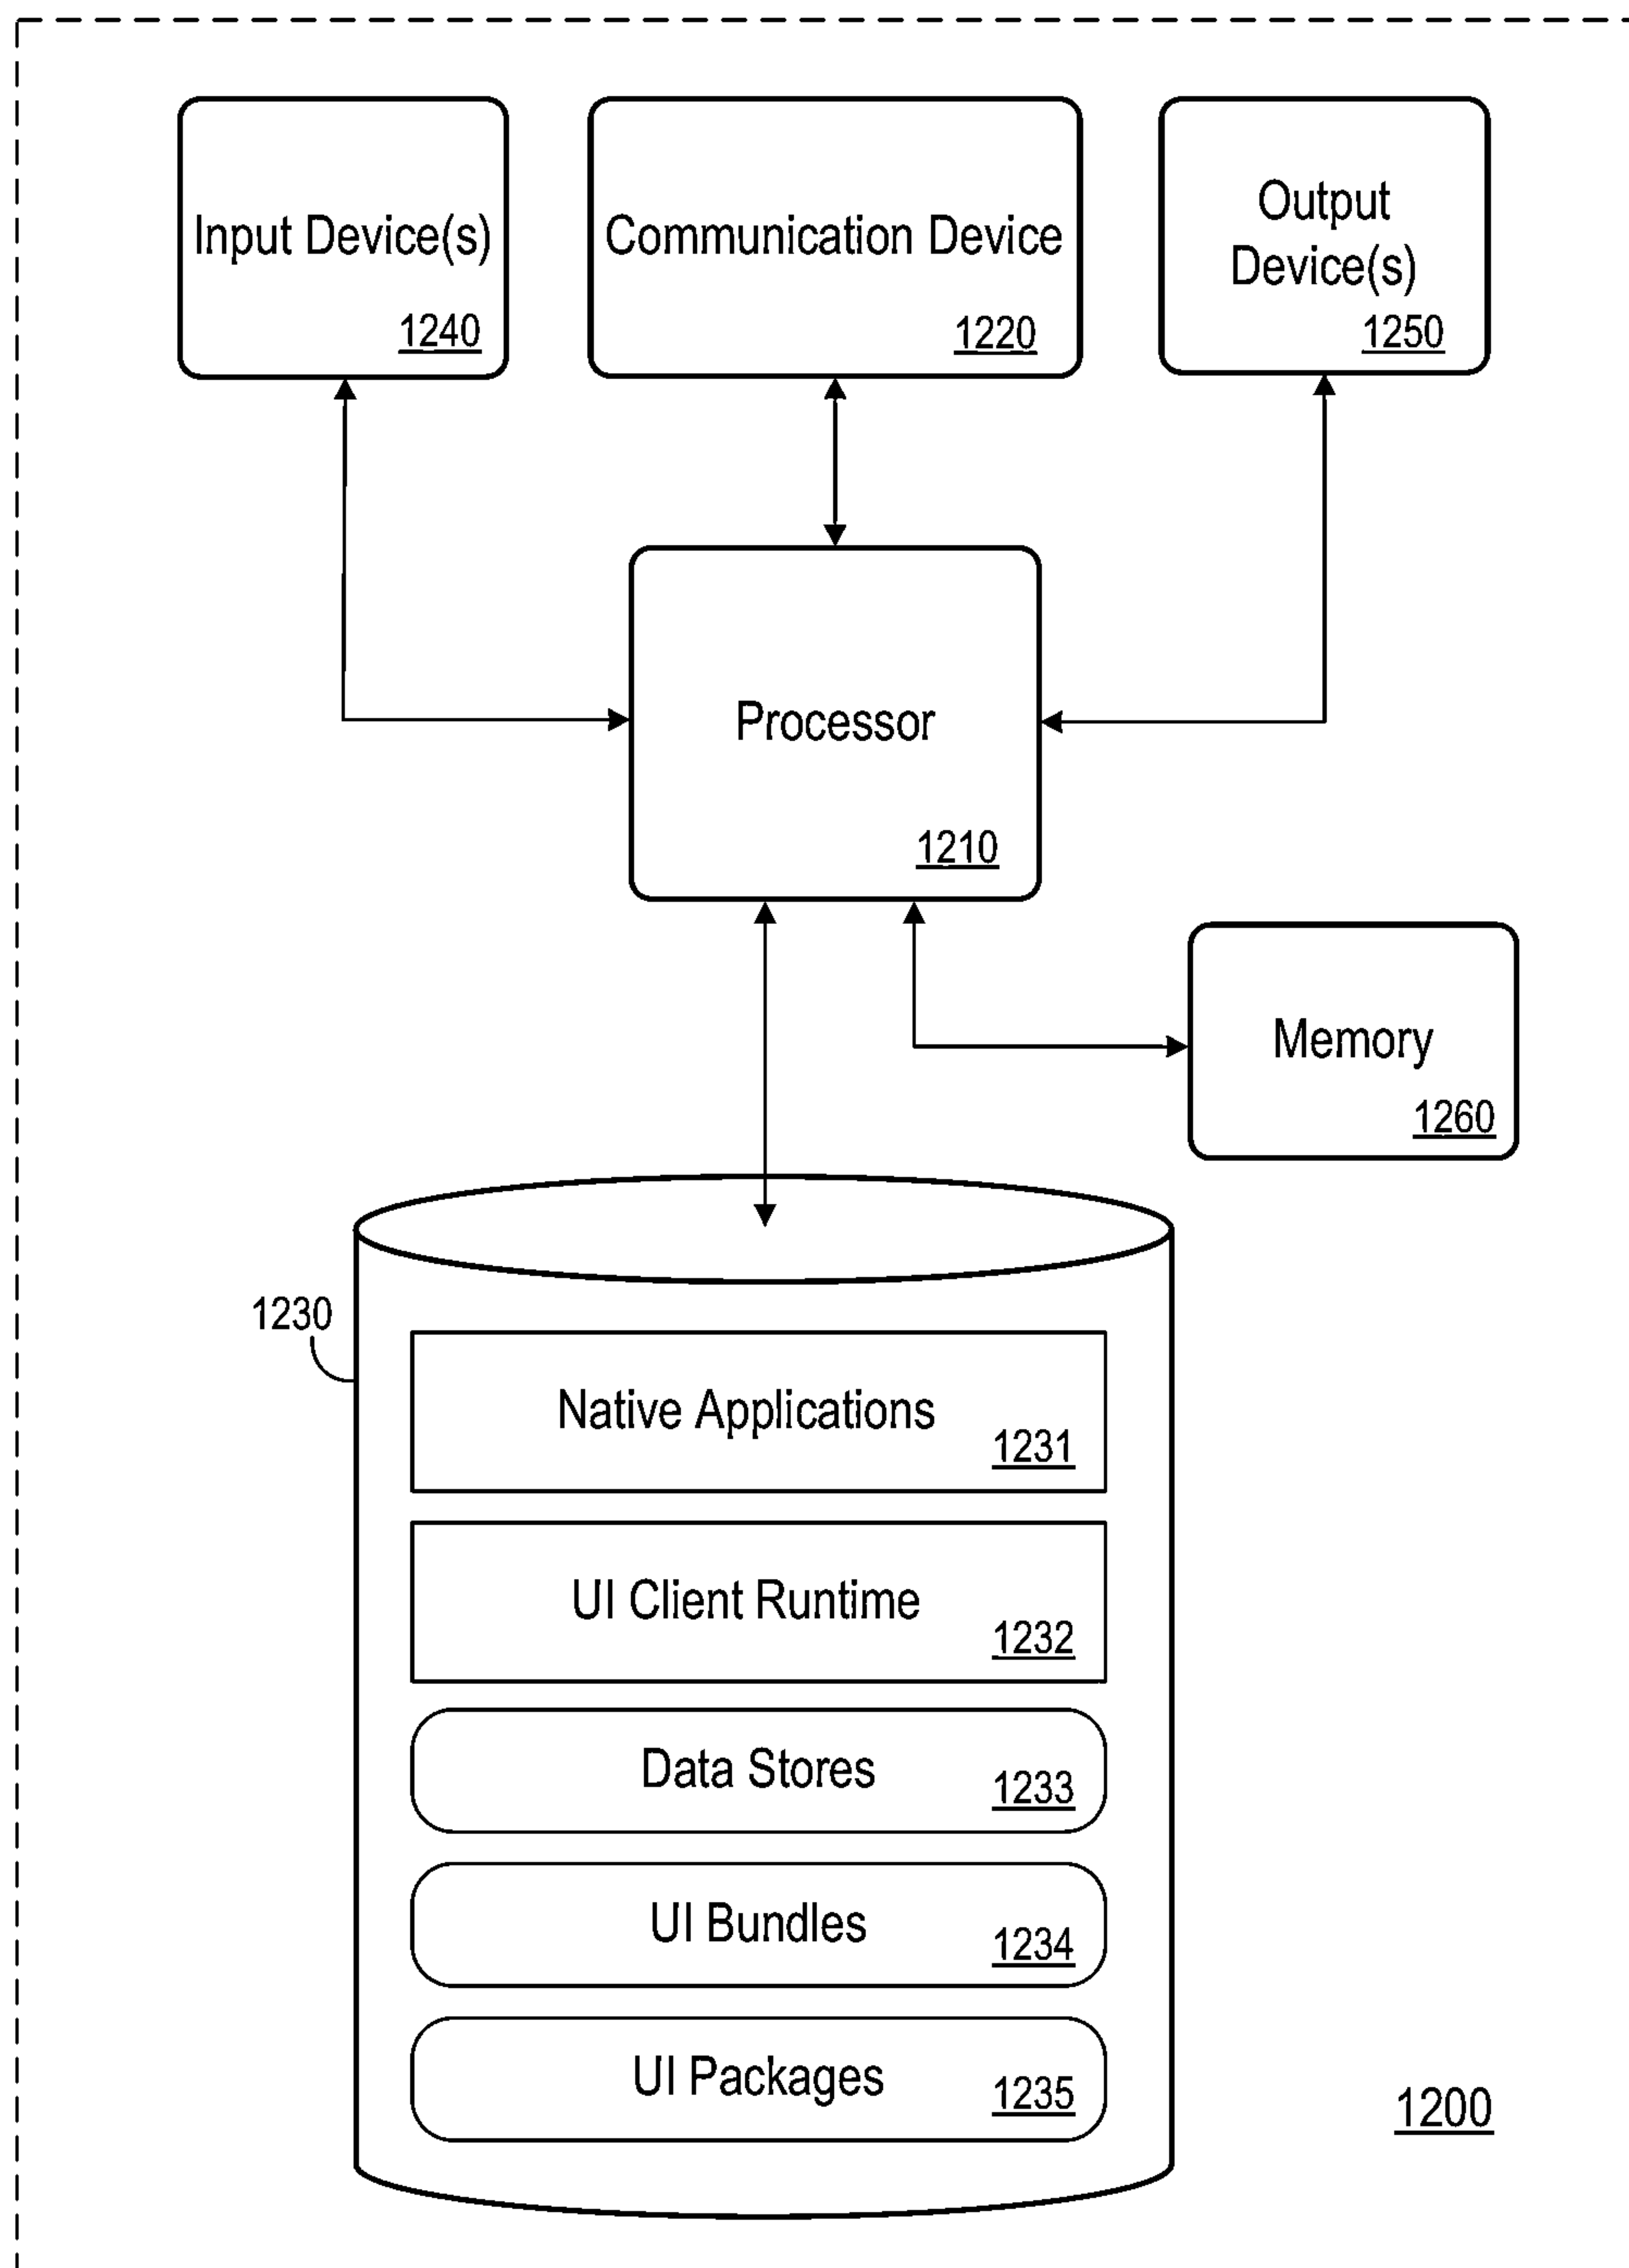 Input Device(s)
1240
Communication Device
1220
Output
Device(s)
1250
Processor
1210
Memory
1260
1230
Native Applications
1231
UI Client Runtime
1232
Data Stores
1233
UI Bundles
1234
UI Packages
1235
1200